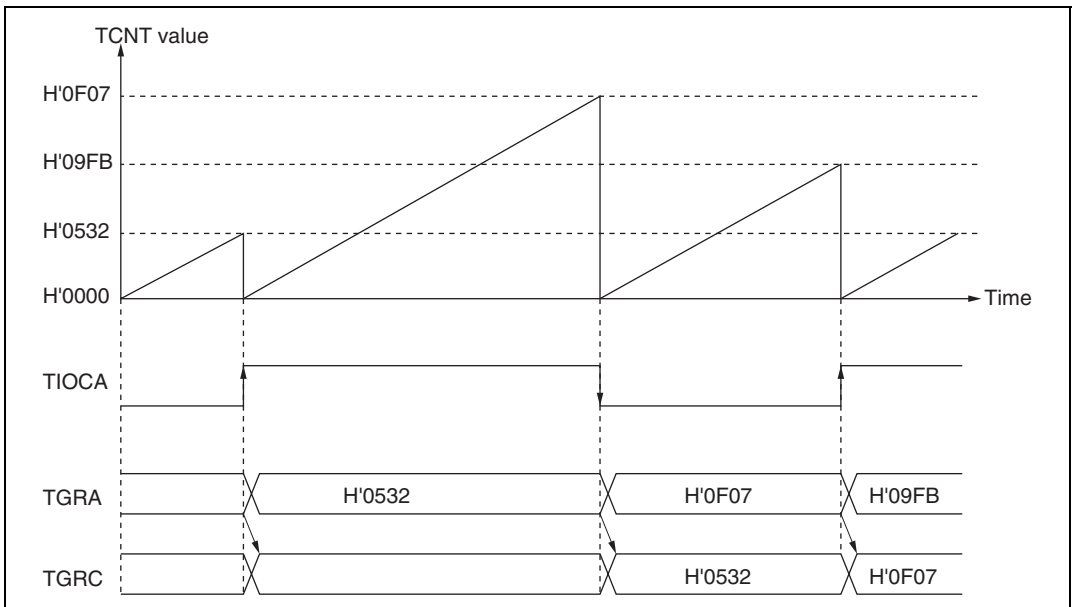 TCNT value
H'0F07
H'09FB
H'0532
H'0000
Time
TIOCA
TGRA
H'0532
H'0F07
H'09FB
TGRC
H'0532
H'0F07